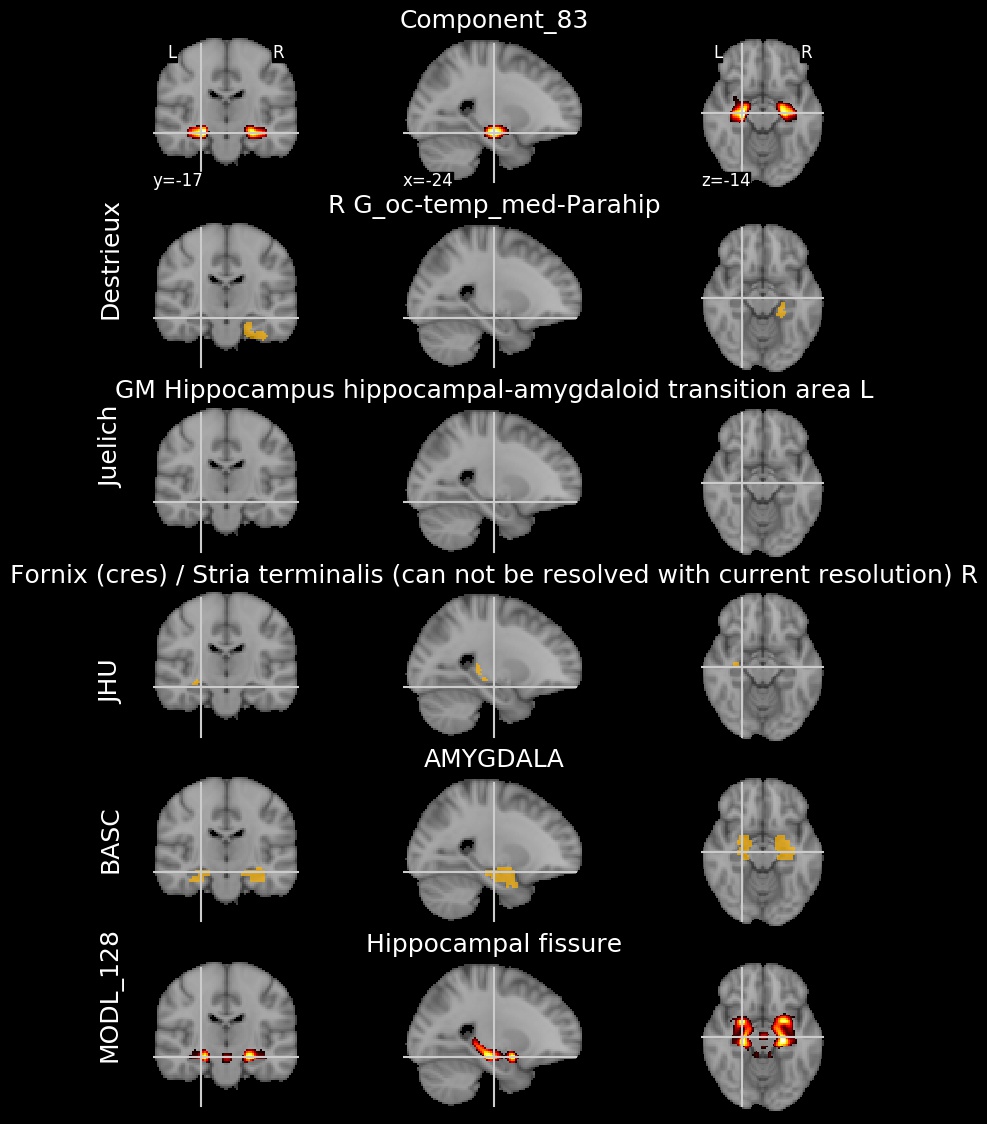 Component_83
L R L R
y=-17 x=-24 z=-14
R G_oc-temp_med-Parahip
Destrieux
GM Hippocampus hippocampal-amygdaloid transition area L
Juelich
Fornix (cres) / Stria terminalis (can not be resolved with current resolution) R
JHU
AMYGDALA
BASC
Hippocampal fissure
MODL_128